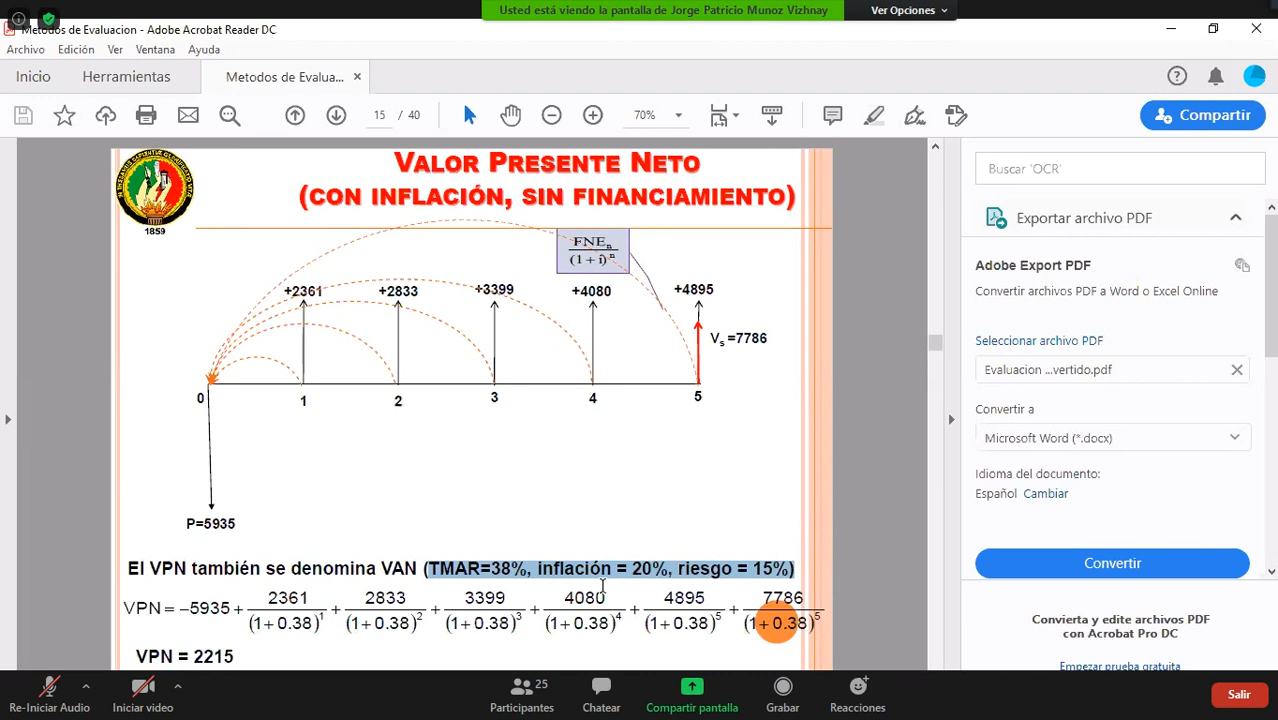 Usted está viendo la pantalla de Jorge Patricio Munoz Vizhnay
Ver Opciones
Metodos de Evaluacion - Adobe Acrobat Reader DC
Archivo Edición Ver Ventana Ayuda
Inicio Herramientas Metodos de Evalua...
15 / 40 70%
Compartir
VALOR PRESENTE NETO
(CON INFLACIÓN, SIN FINANCIAMIENTO)
1859
FNEn
(1 + i)^n
+2361 +2833 +3399 +4080 +4895
Vs =7786
0 1 2 3 4 5
P=5935
El VPN también se denomina VAN (TMAR=38%, inflación = 20%, riesgo = 15%)
VPN = −5935 + 2361/(1+0.38)^1 + 2833/(1+0.38)^2 + 3399/(1+0.38)^3 + 4080/(1+0.38)^4 + 4895/(1+0.38)^5 + 7786/(1+0.38)^5
VPN = 2215
Buscar 'OCR'
Exportar archivo PDF
Adobe Export PDF
Convertir archivos PDF a Word o Excel Online
Seleccionar archivo PDF
Evaluacion ...vertido.pdf
Convertir a
Microsoft Word (*.docx)
Idioma del documento:
Español Cambiar
Convertir
Convierta y edite archivos PDF
con Acrobat Pro DC
Empezar prueba gratuita
Re-Iniciar Audio Iniciar video Participantes 25 Chatear Compartir pantalla Grabar Reacciones Salir